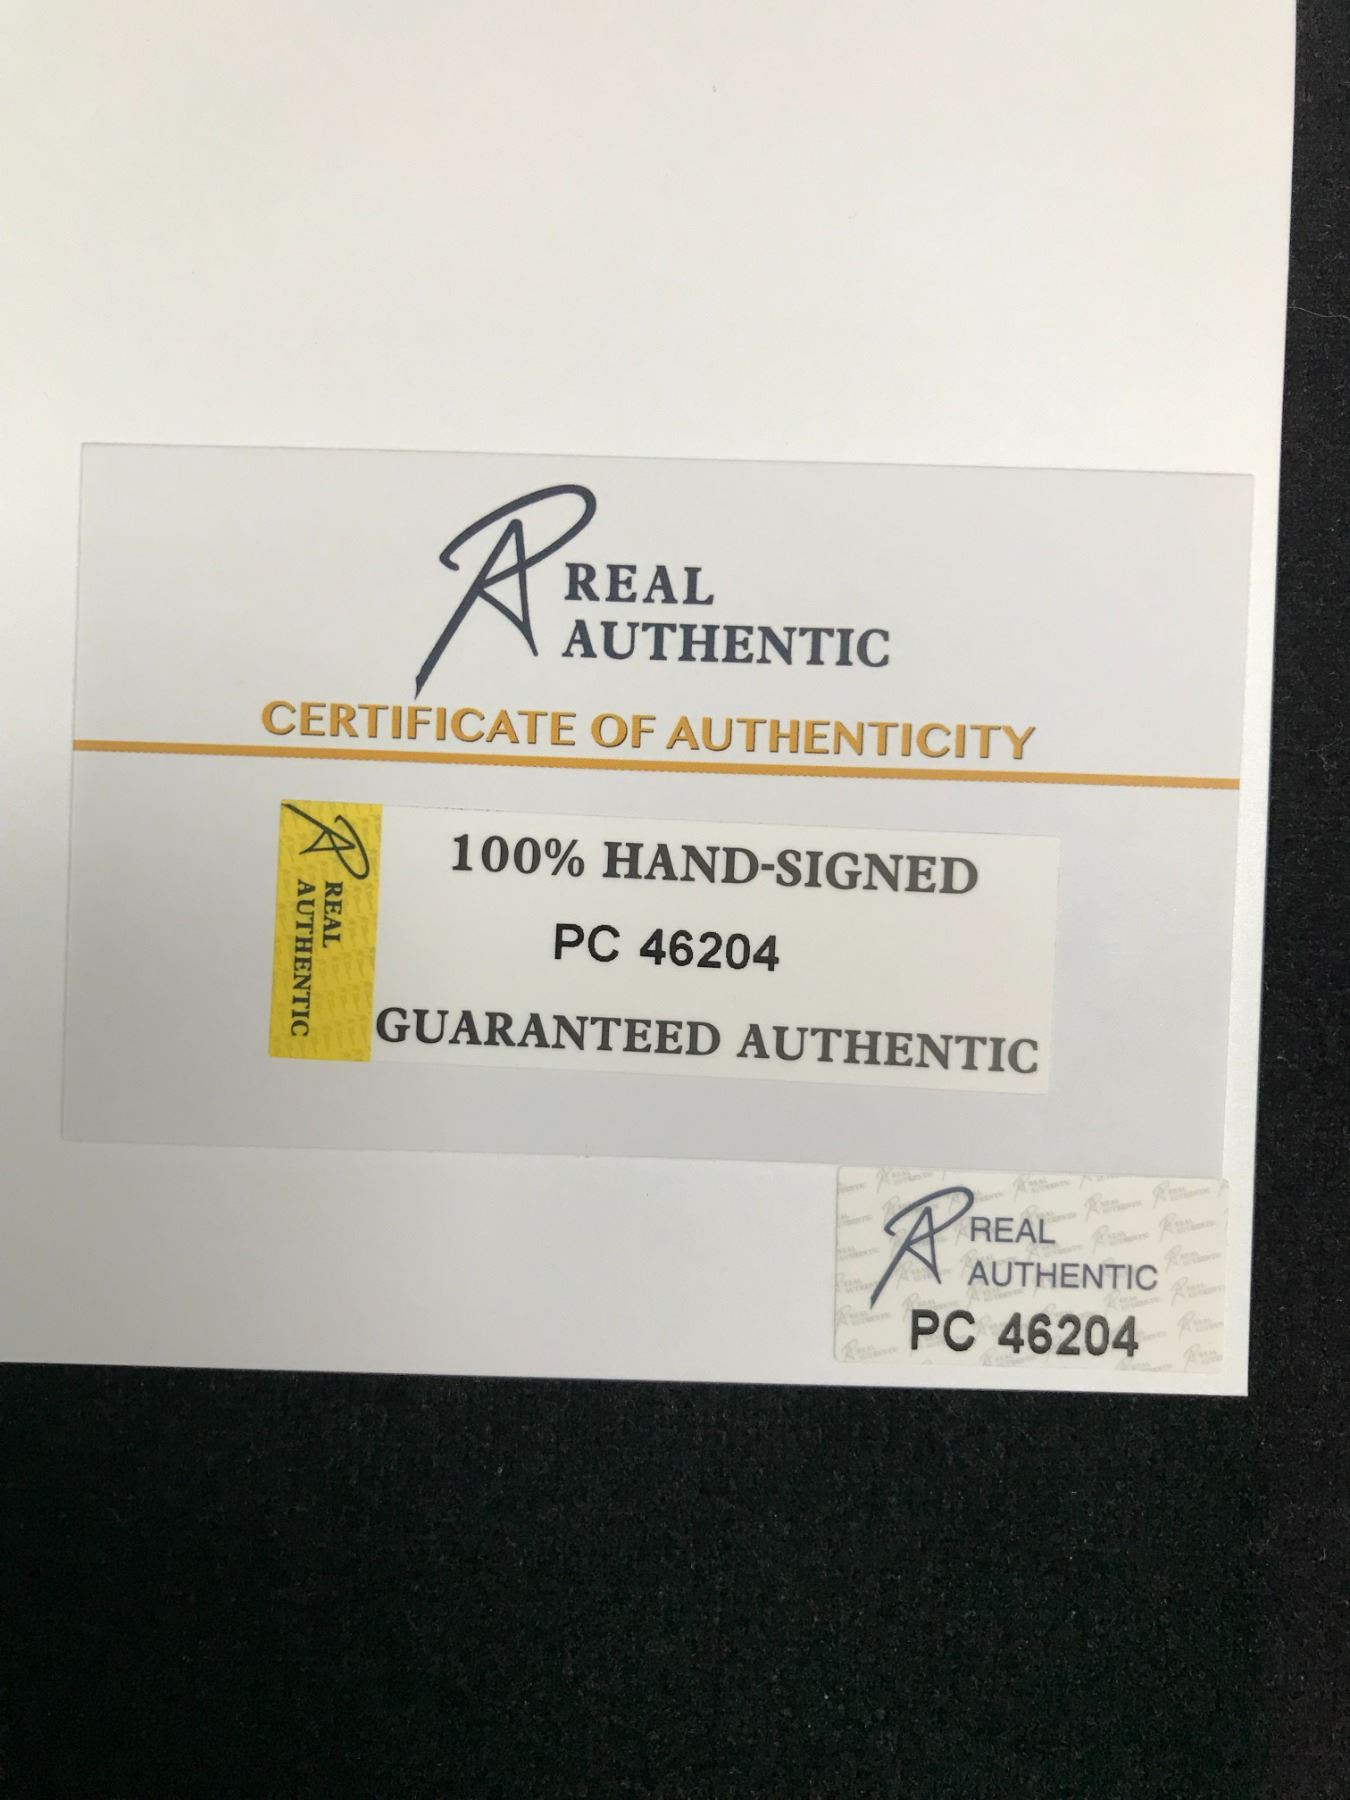 REAL
AUTHENTIC
CERTIFICATE OF AUTHENTICITY
REAL
AUTHENTIC
100% HAND-SIGNED
PC 46204
GUARANTEED AUTHENTIC
REAL
AUTHENTIC
PC 46204